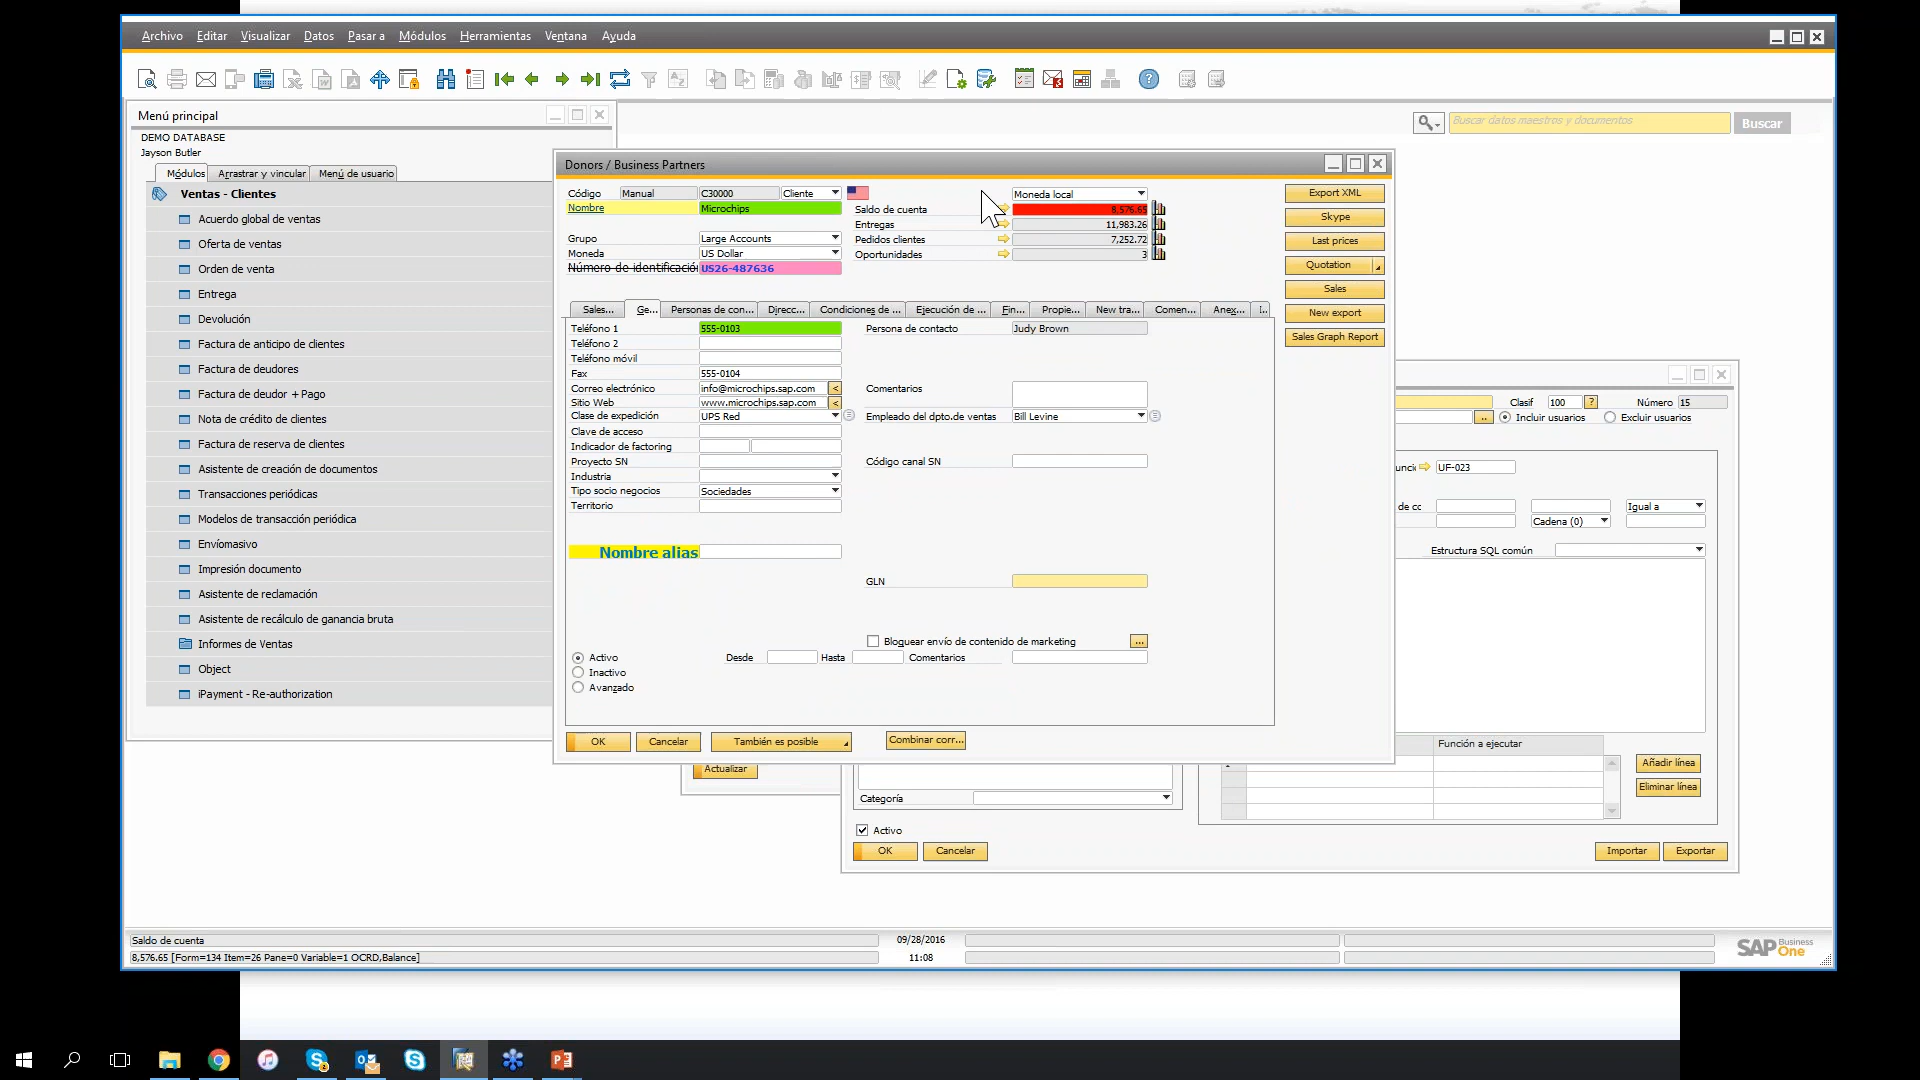 Archivo Editar Visualizar Datos Pasar a Módulos Herramientas Ventana Ayuda
Menú principal
DEMO DATABASE
Jayson Butler
Módulos Arrastrar y vincular Menú de usuario
Buscar datos maestros y documentos Buscar
Ventas - Clientes
Acuerdo global de ventas
Oferta de ventas
Orden de venta
Entrega
Devolución
Factura de anticipo de clientes
Factura de deudores
Factura de deudor + Pago
Nota de crédito de clientes
Factura de reserva de clientes
Asistente de creación de documentos
Transacciones periódicas
Modelos de transacción periódica
Envíomasivo
Impresión documento
Asistente de reclamación
Asistente de recálculo de ganancia bruta
Informes de Ventas
Object
iPayment - Re-authorization
Donors / Business Partners
Código Manual C30000 Cliente
Nombre Microchips
Grupo Large Accounts
Moneda US Dollar
Número de identificación US26-487636
Moneda local
Saldo de cuenta 8,576.65
Entregas 11,983.26
Pedidos clientes 7,252.72
Oportunidades 3
Export XML
Skype
Last prices
Quotation
Sales
New export
Sales Graph Report
Sales... Ge... Personas de con... Direcc... Condiciones de ... Ejecución de ... Fin... Propie... New tra... Comen... Anex... I..
Teléfono 1 555-0103
Teléfono 2
Teléfono móvil
Fax 555-0104
Correo electrónico info@microchips.sap.com <
Sitio Web www.microchips.sap.com <
Clase de expedición UPS Red
Clave de acceso
Indicador de factoring
Proyecto SN
Industria
Tipo socio negocios Sociedades
Territorio
Nombre alias
Persona de contacto Judy Brown
Comentarios
Empleado del dpto.de ventas Bill Levine
Código canal SN
GLN
Bloquear envío de contenido de marketing ...
Activo Desde Hasta Comentarios
Inactivo
Avanzado
OK Cancelar También es posible Combinar corr...
Actualizar
Clasif 100 ? Número 15
.. Incluir usuarios Excluir usuarios
unció UF-023
de cc Igual a
Cadena (0)
Estructura SQL común
Función a ejecutar
Añadir línea
Eliminar línea
Categoría
Activo
OK Cancelar Importar Exportar
Saldo de cuenta 09/28/2016
8,576.65 [Form=134 Item=26 Pane=0 Variable=1 OCRD,Balance] 11:08
SAP Business One